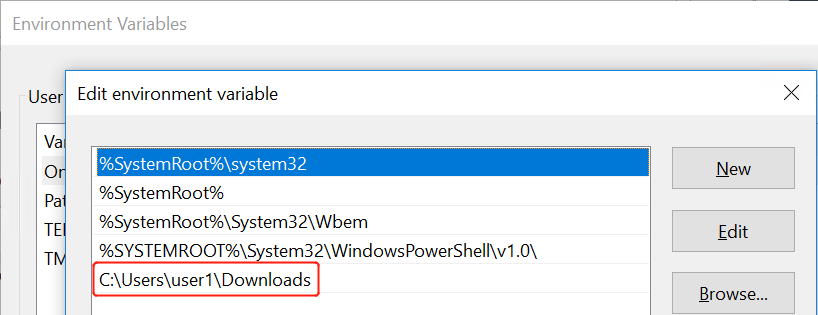 Environment Variables
Edit environment variable
User
Var
%SystemRoot%\system32
New
On
%SystemRoot%
Pat
%SystemRoot%\System32\Wbem
Edit
TEI
%SYSTEMROOT%\System32\WindowsPowerShell\v1.0\
TM
C:\Users\user1\Downloads
Browse...